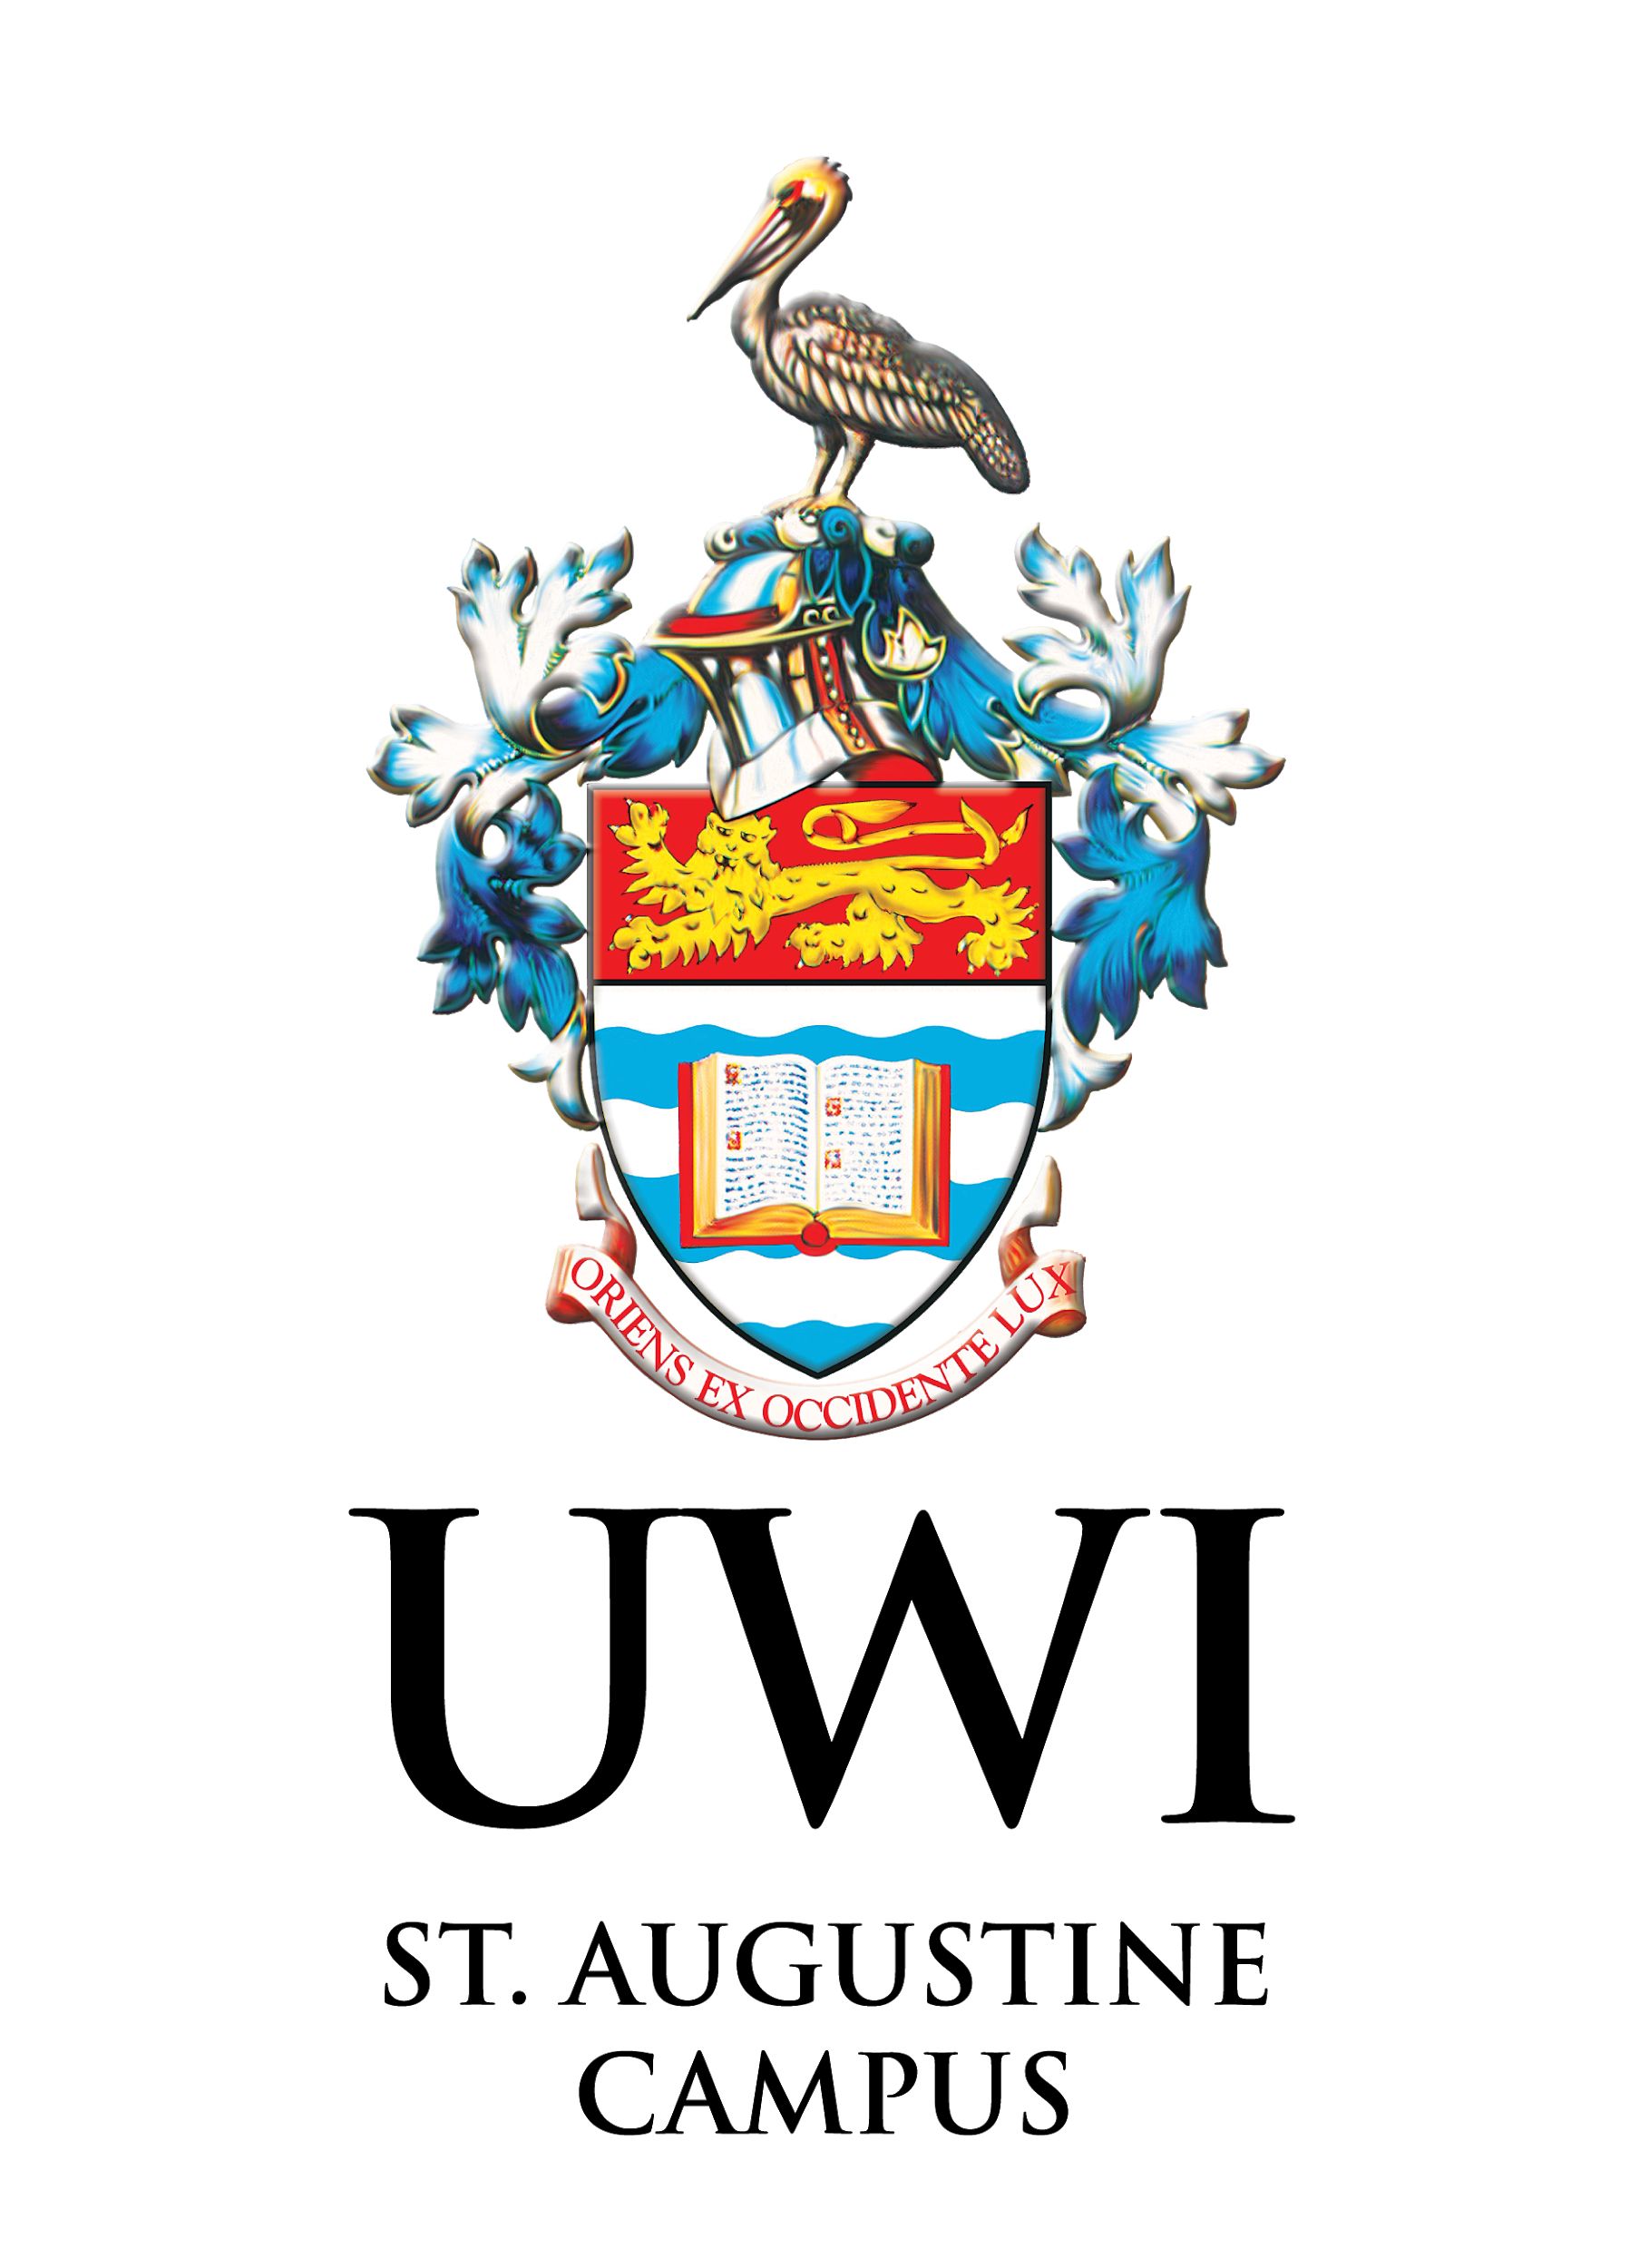 ORIENS EX OCCIDENTE LUX
UWI
ST. AUGUSTINE
CAMPUS